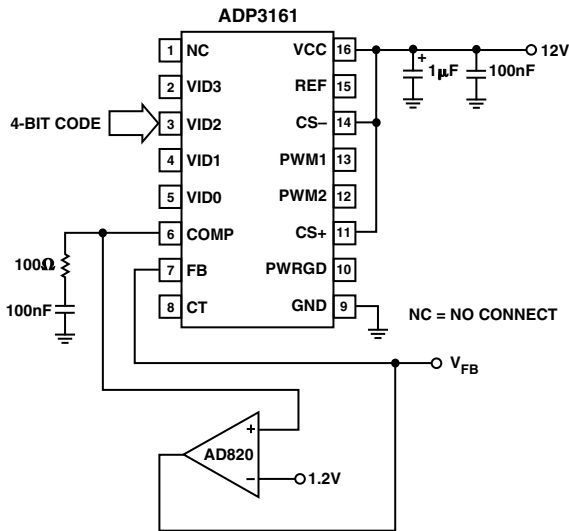 ADP3161
1 NC
2 VID3
3 VID2
4 VID1
5 VID0
6 COMP
7 FB
8 CT
VCC 16
REF 15
CS– 14
PWM1 13
PWM2 12
CS+ 11
PWRGD 10
GND 9
4-BIT CODE
12V
+
1μF
100nF
100Ω
100nF
NC = NO CONNECT
V_FB
+
AD820
–
1.2V